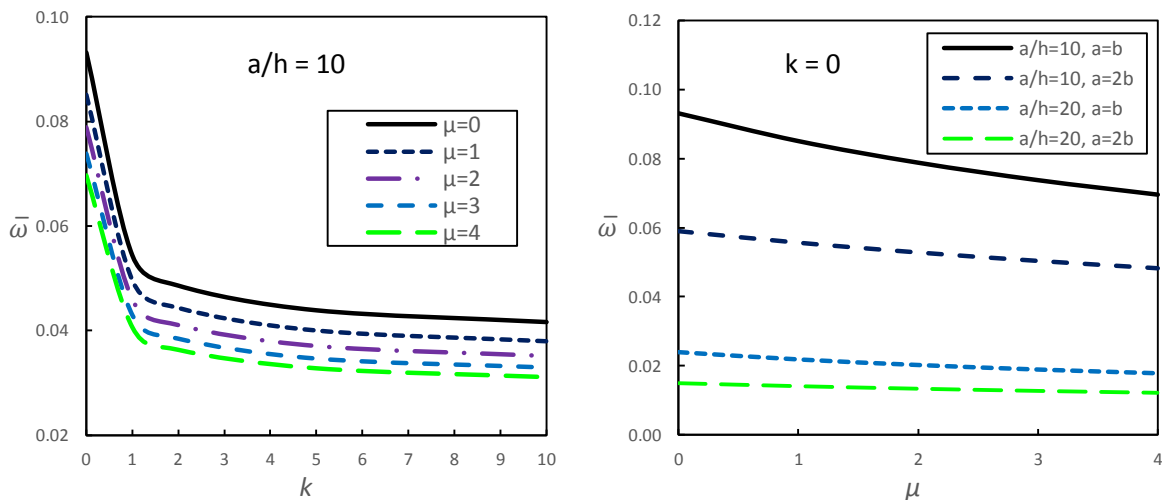 0.10
0.08
0.06
0.04
0.02
ω̄
a/h = 10
μ=0
μ=1
μ=2
μ=3
μ=4
0 1 2 3 4 5 6 7 8 9 10
k
0.12
0.10
0.08
0.06
0.04
0.02
0.00
ω̄
k = 0
a/h=10, a=b
a/h=10, a=2b
a/h=20, a=b
a/h=20, a=2b
0 1 2 3 4
μ